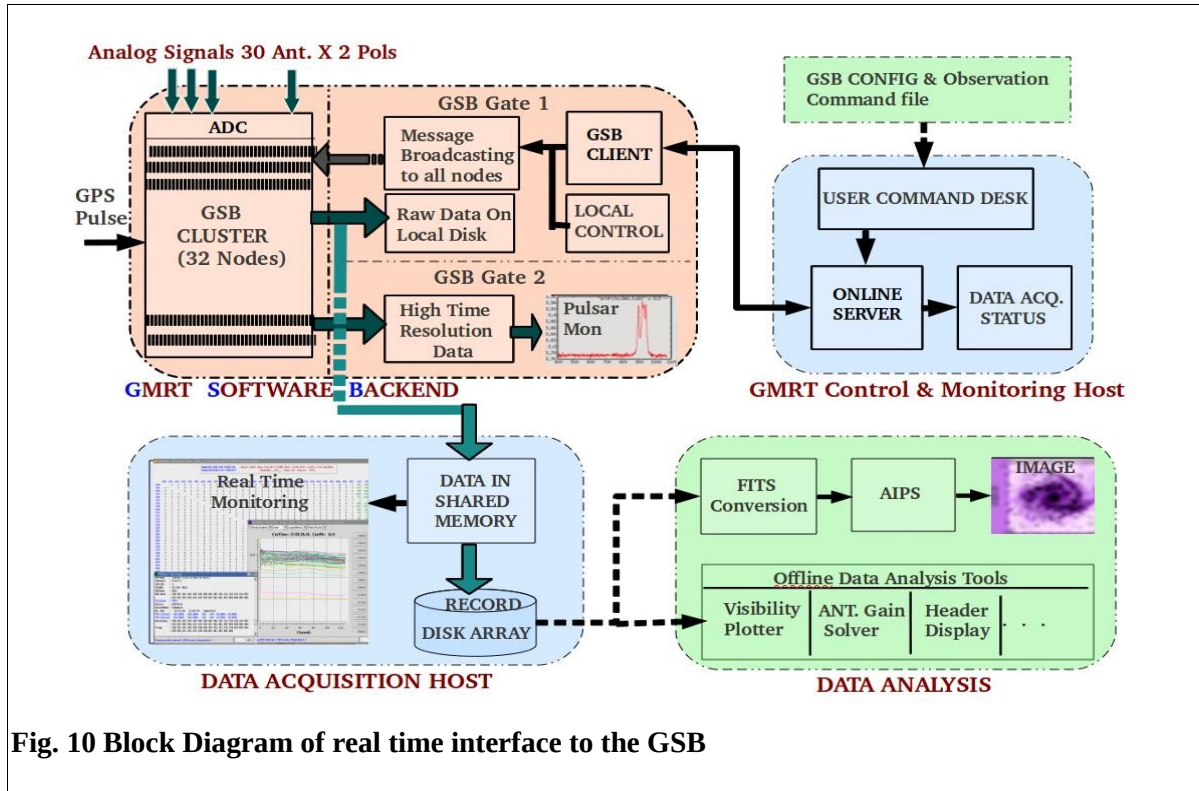 Analog Signals 30 Ant. X 2 Pols
ADC
GPS
Pulse
GSB
CLUSTER
(32 Nodes)
GSB Gate 1
Message
Broadcasting
to all nodes
GSB
CLIENT
Raw Data On
Local Disk
LOCAL
CONTROL
GSB Gate 2
High Time
Resolution
Data
Pulsar
Mon
GMRT SOFTWARE BACKEND
GSB CONFIG & Observation
Command file
USER COMMAND DESK
ONLINE
SERVER
DATA ACQ.
STATUS
GMRT Control & Monitoring Host
Real Time
Monitoring
DATA IN
SHARED
MEMORY
RECORD
DISK ARRAY
DATA ACQUISITION HOST
FITS
Conversion
AIPS
IMAGE
Offline Data Analysis Tools
Visibility
Plotter
ANT. Gain
Solver
Header
Display
. . .
DATA ANALYSIS
Fig. 10 Block Diagram of real time interface to the GSB